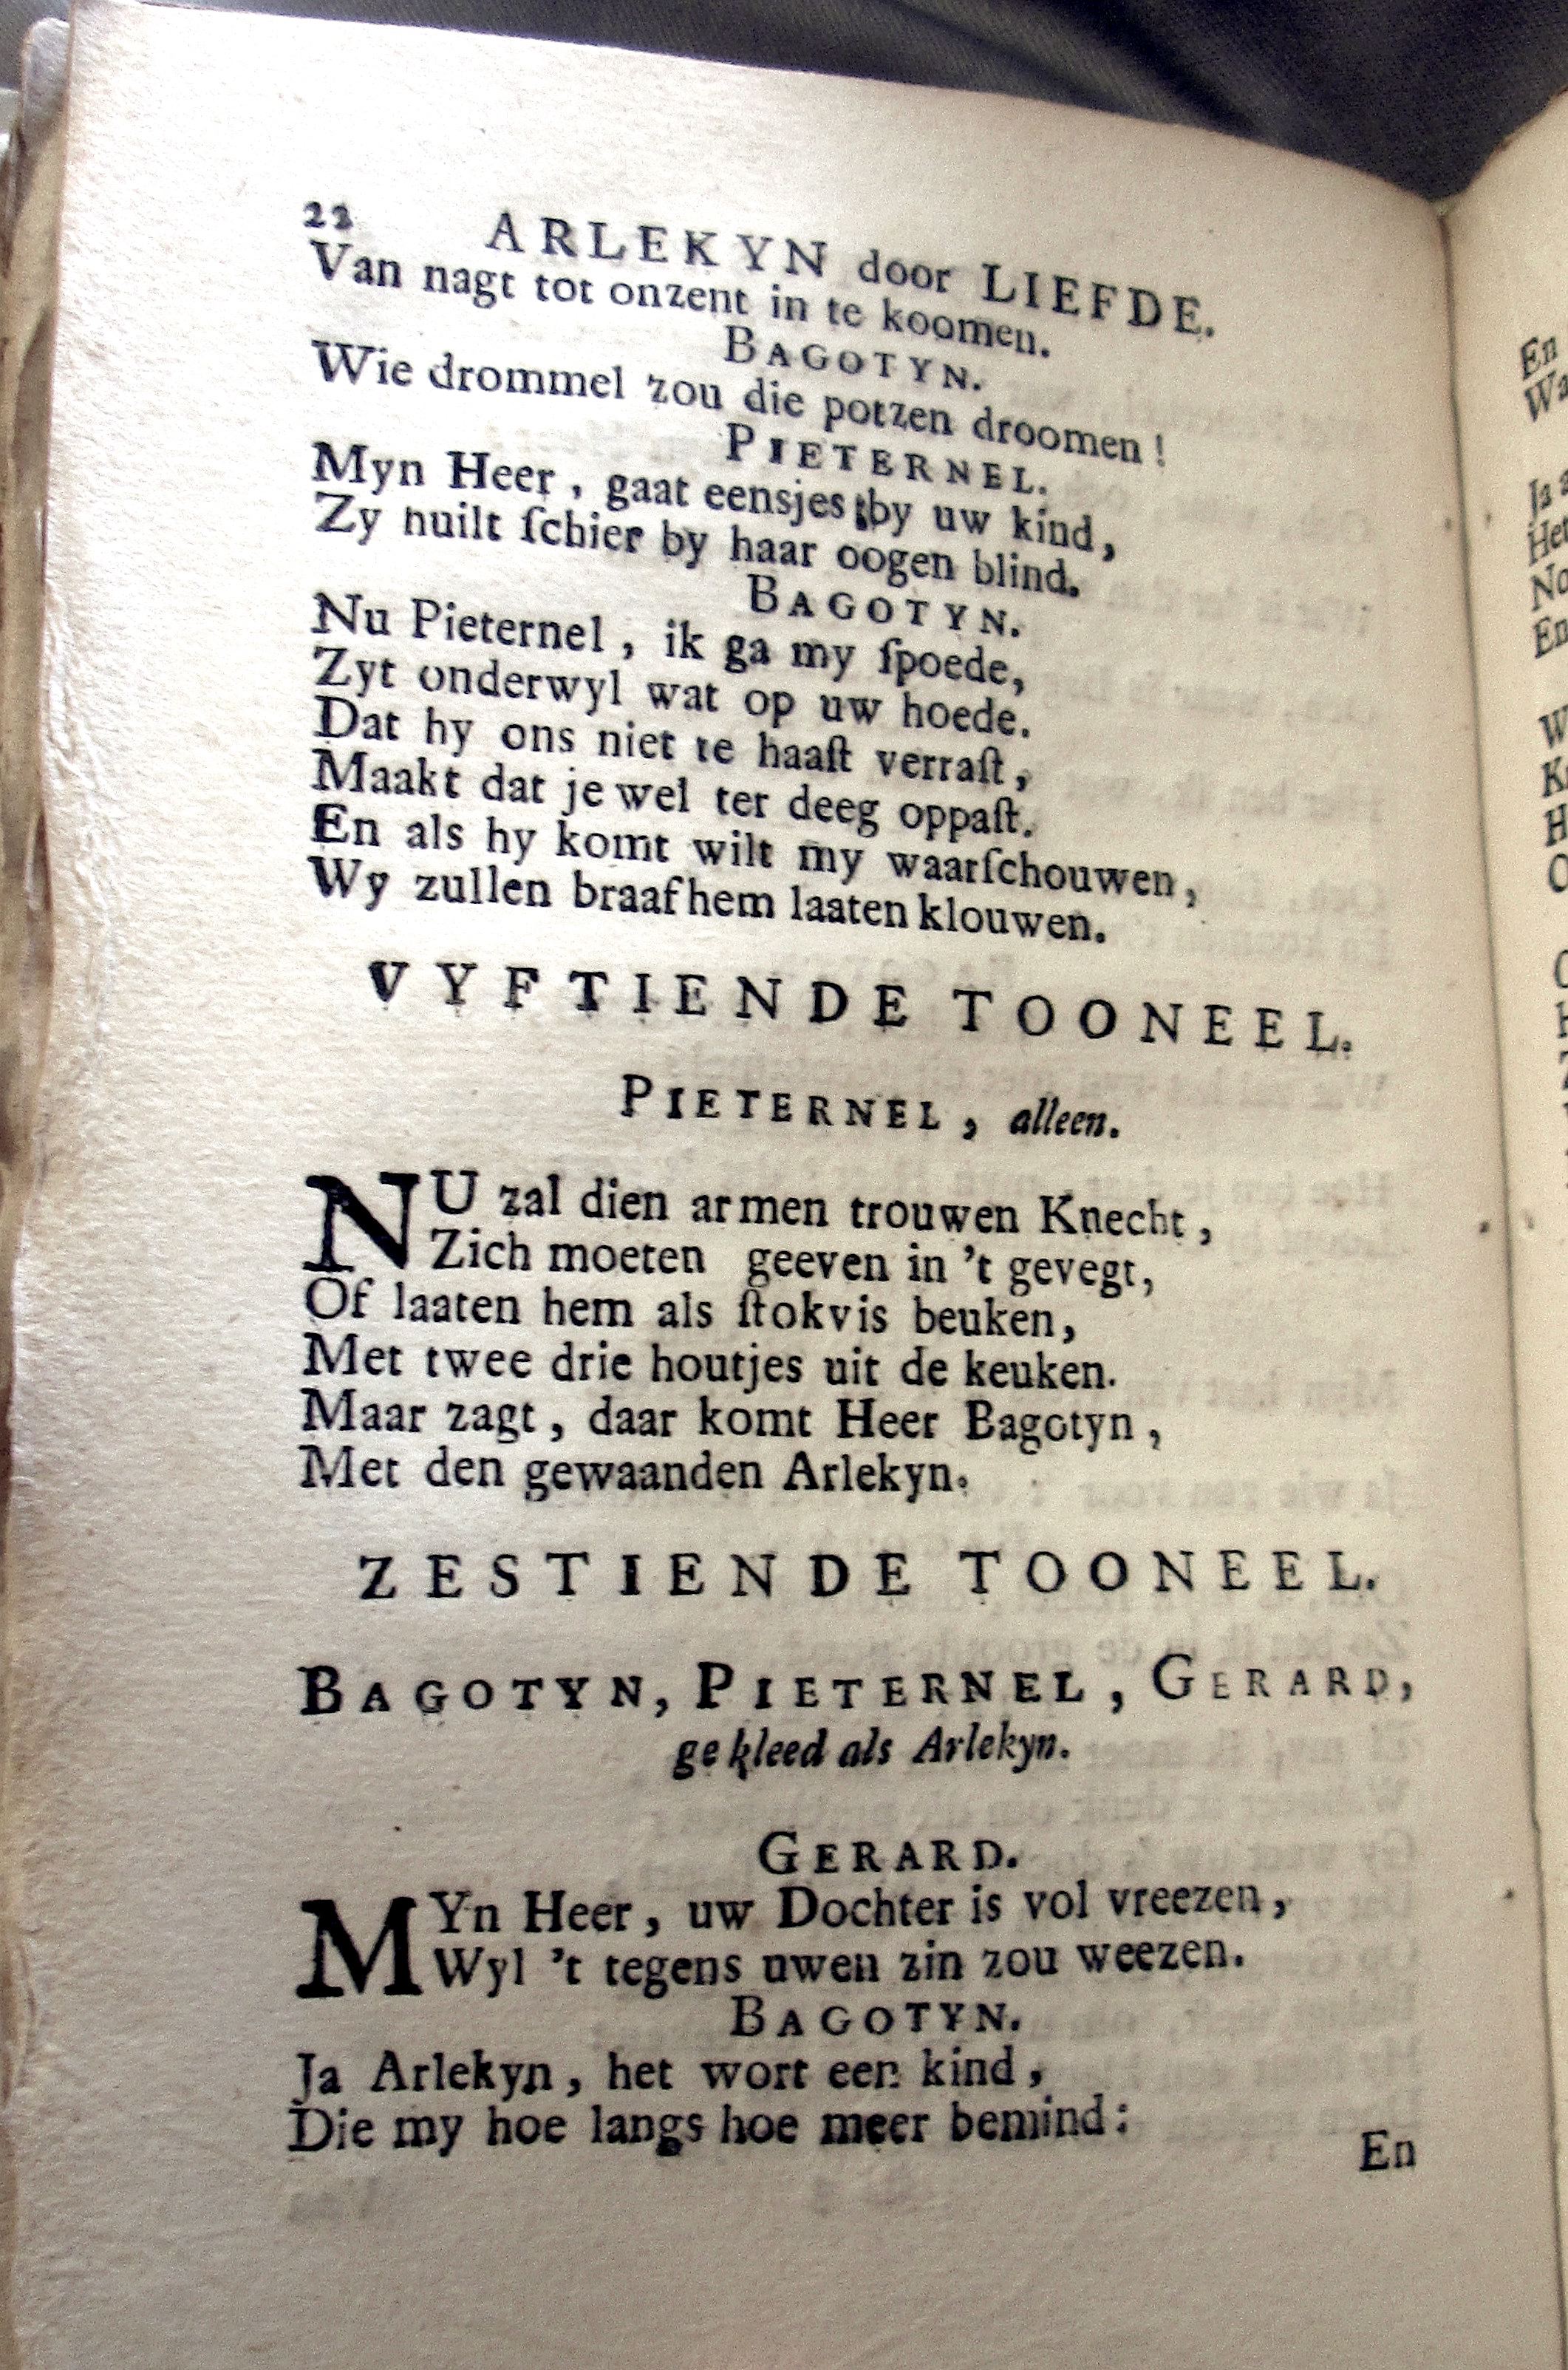 22 ARLEKYN door LIEFDE.
Van nagt tot onzent in te koomen.
BAGOTYN.
Wie drommel zou die potzen droomen!
PIETERNEL.
Myn Heer, gaat eensjes by uw kind,
Zy huilt ſchier by haar oogen blind.
BAGOTYN.
Nu Pieternel, ik ga my ſpoede,
Zyt onderwyl wat op uw hoede.
Dat hy ons niet te haaſt verraſt,
Maakt dat je wel ter deeg oppaſt.
En als hy komt wilt my waarſchouwen,
Wy zullen braaf hem laaten klouwen.
VYFTIENDE TOONEEL.
PIETERNEL, alleen.
NU zal dien armen trouwen Knecht,
Zich moeten geeven in 't gevegt,
Of laaten hem als ſtokvis beuken,
Met twee drie houtjes uit de keuken.
Maar zagt, daar komt Heer Bagotyn,
Met den gewaanden Arlekyn.
ZESTIENDE TOONEEL.
BAGOTYN, PIETERNEL, GERARD,
gekleed als Arlekyn.
GERARD.
MYn Heer, uw Dochter is vol vreezen,
Wyl 't tegens uwen zin zou weezen.
BAGOTYN.
Ja Arlekyn, het wort een kind,
Die my hoe langs hoe meer bemind:
En